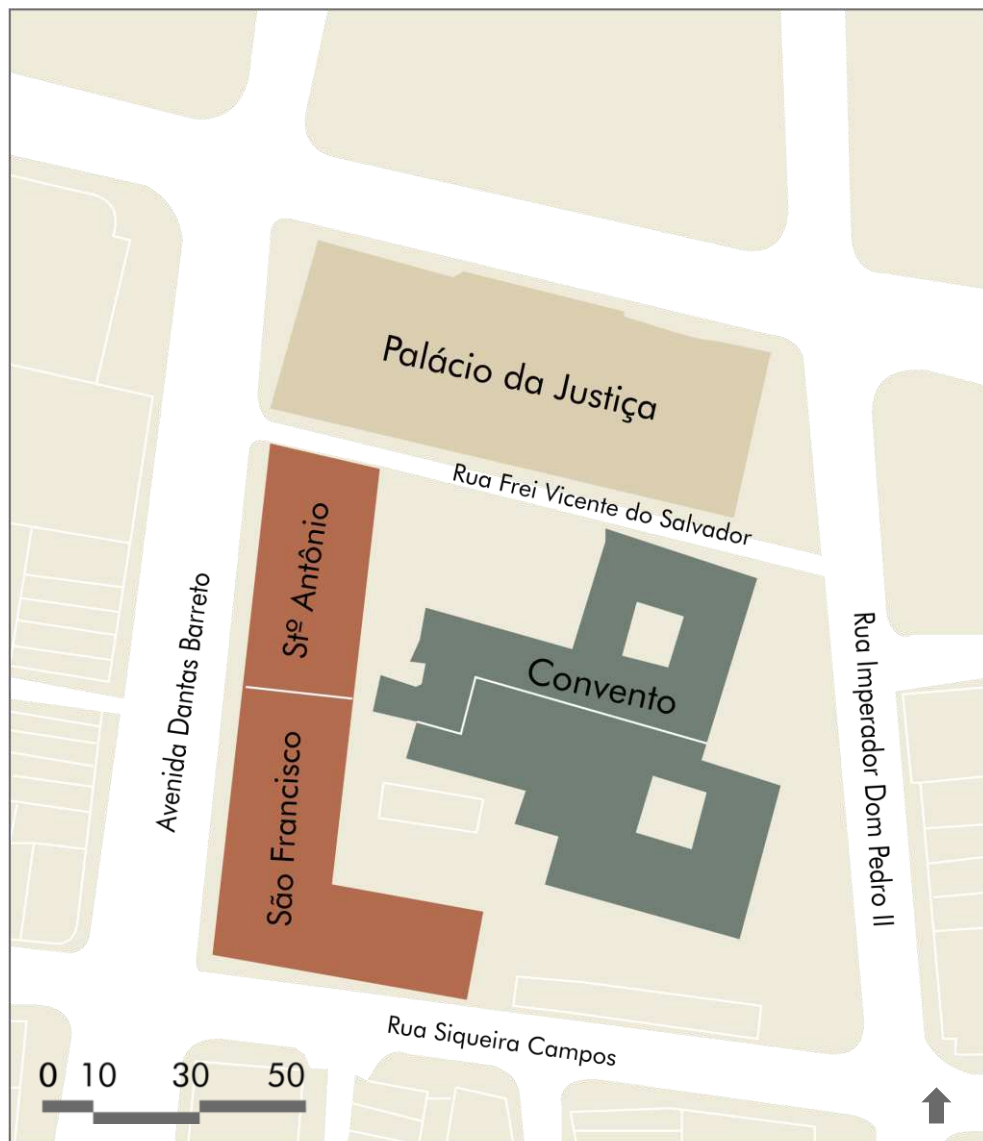 Palácio da Justiça
Rua Frei Vicente do Salvador
Stº Antônio
Convento
Avenida Dantas Barreto
São Francisco
Rua Imperador Dom Pedro II
Rua Siqueira Campos
0 10 30 50